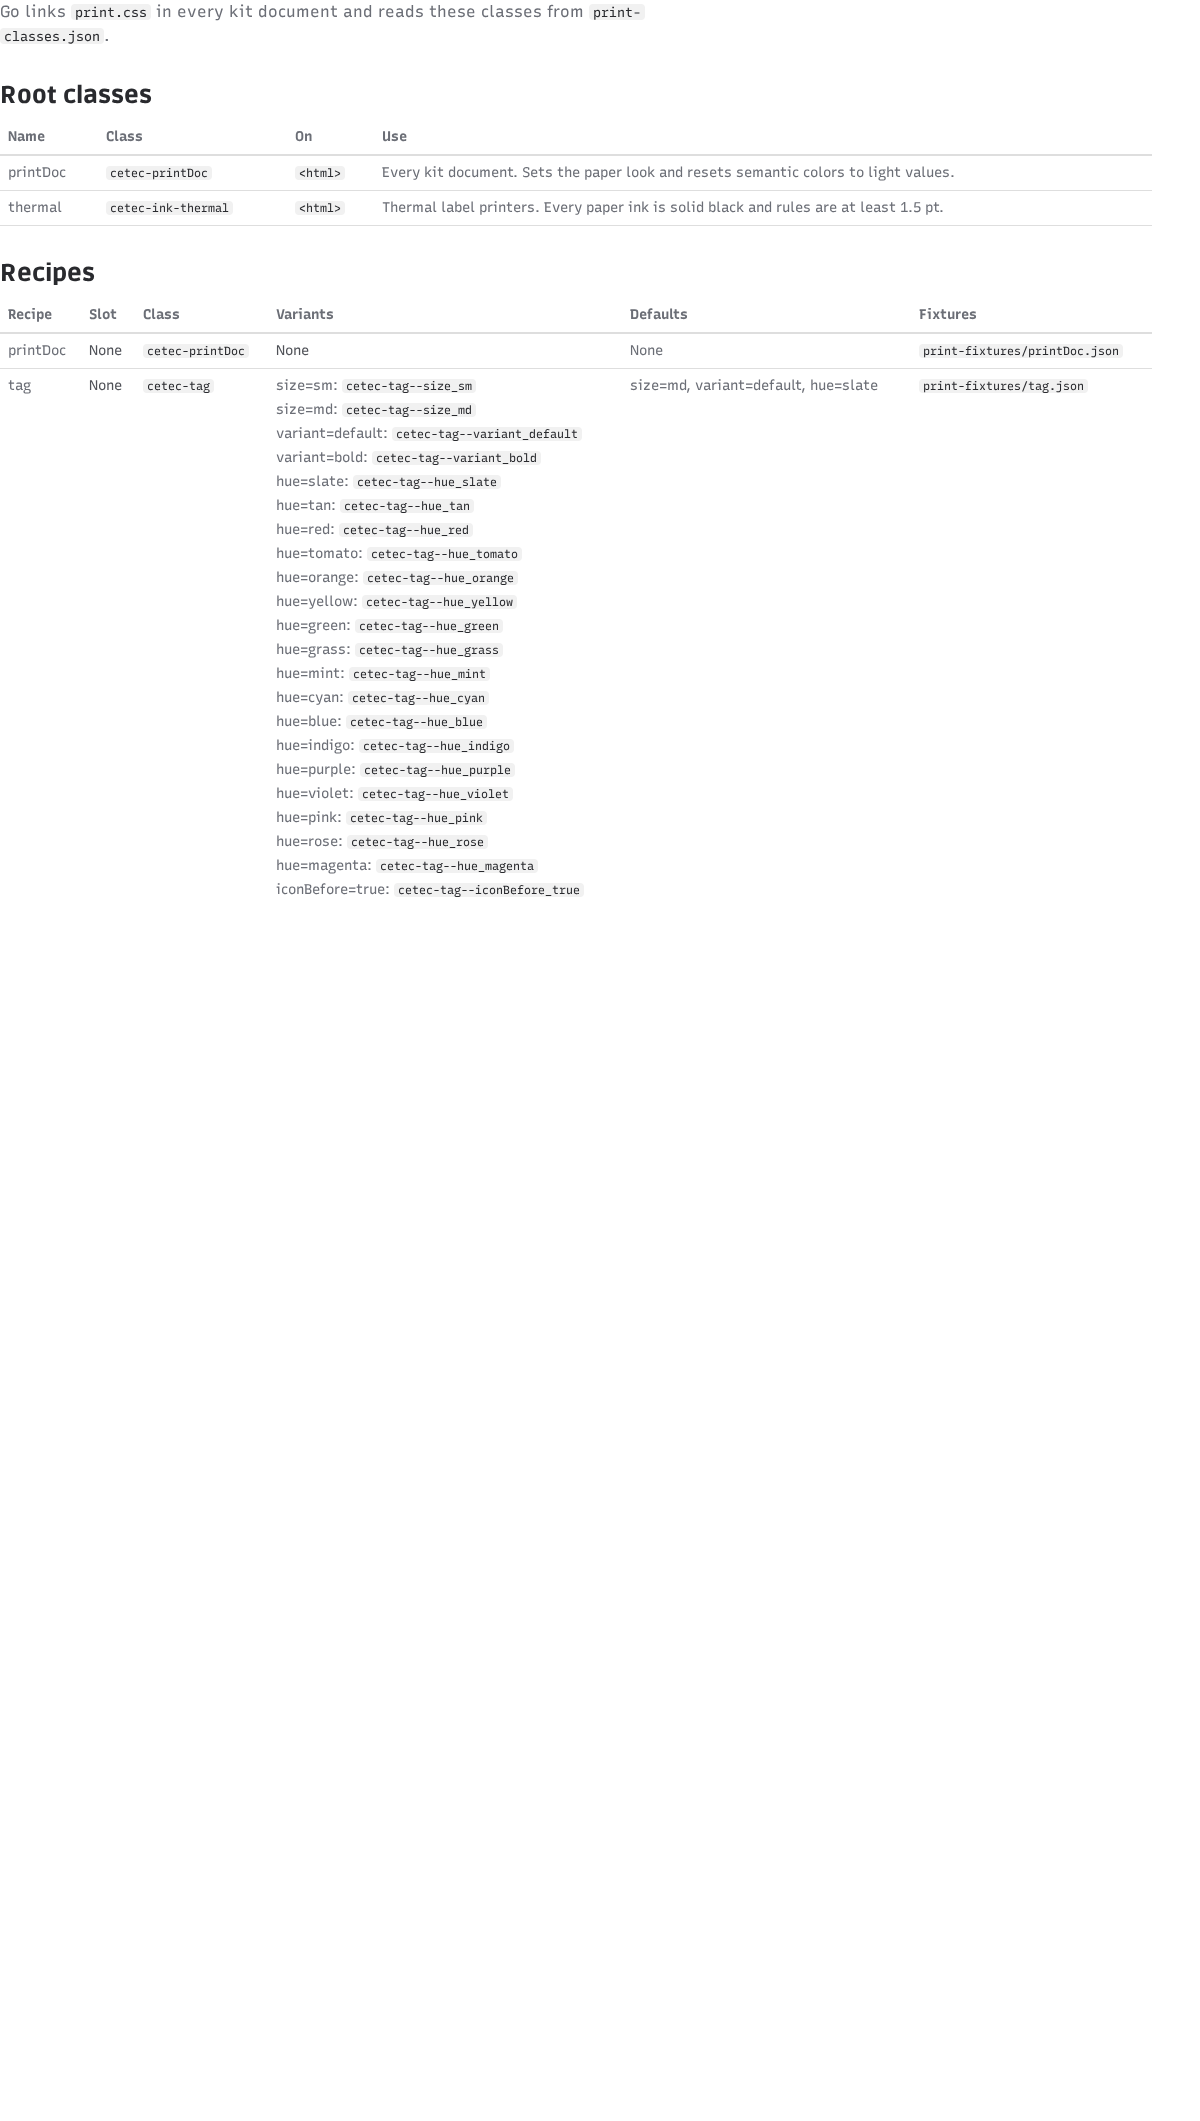 Go links print.css in every kit document and reads these classes from print-
classes.json.
Root classes
Name Class On Use
printDoc cetec-printDoc <html> Every kit document. Sets the paper look and resets semantic colors to light values.
thermal cetec-ink-thermal <html> Thermal label printers. Every paper ink is solid black and rules are at least 1.5 pt.
Recipes
Recipe Slot Class Variants Defaults Fixtures
printDoc None cetec-printDoc None None print-fixtures/printDoc.json
tag None cetec-tag size=sm: cetec-tag--size_sm size=md, variant=default, hue=slate print-fixtures/tag.json
size=md: cetec-tag--size_md
variant=default: cetec-tag--variant_default
variant=bold: cetec-tag--variant_bold
hue=slate: cetec-tag--hue_slate
hue=tan: cetec-tag--hue_tan
hue=red: cetec-tag--hue_red
hue=tomato: cetec-tag--hue_tomato
hue=orange: cetec-tag--hue_orange
hue=yellow: cetec-tag--hue_yellow
hue=green: cetec-tag--hue_green
hue=grass: cetec-tag--hue_grass
hue=mint: cetec-tag--hue_mint
hue=cyan: cetec-tag--hue_cyan
hue=blue: cetec-tag--hue_blue
hue=indigo: cetec-tag--hue_indigo
hue=purple: cetec-tag--hue_purple
hue=violet: cetec-tag--hue_violet
hue=pink: cetec-tag--hue_pink
hue=rose: cetec-tag--hue_rose
hue=magenta: cetec-tag--hue_magenta
iconBefore=true: cetec-tag--iconBefore_true